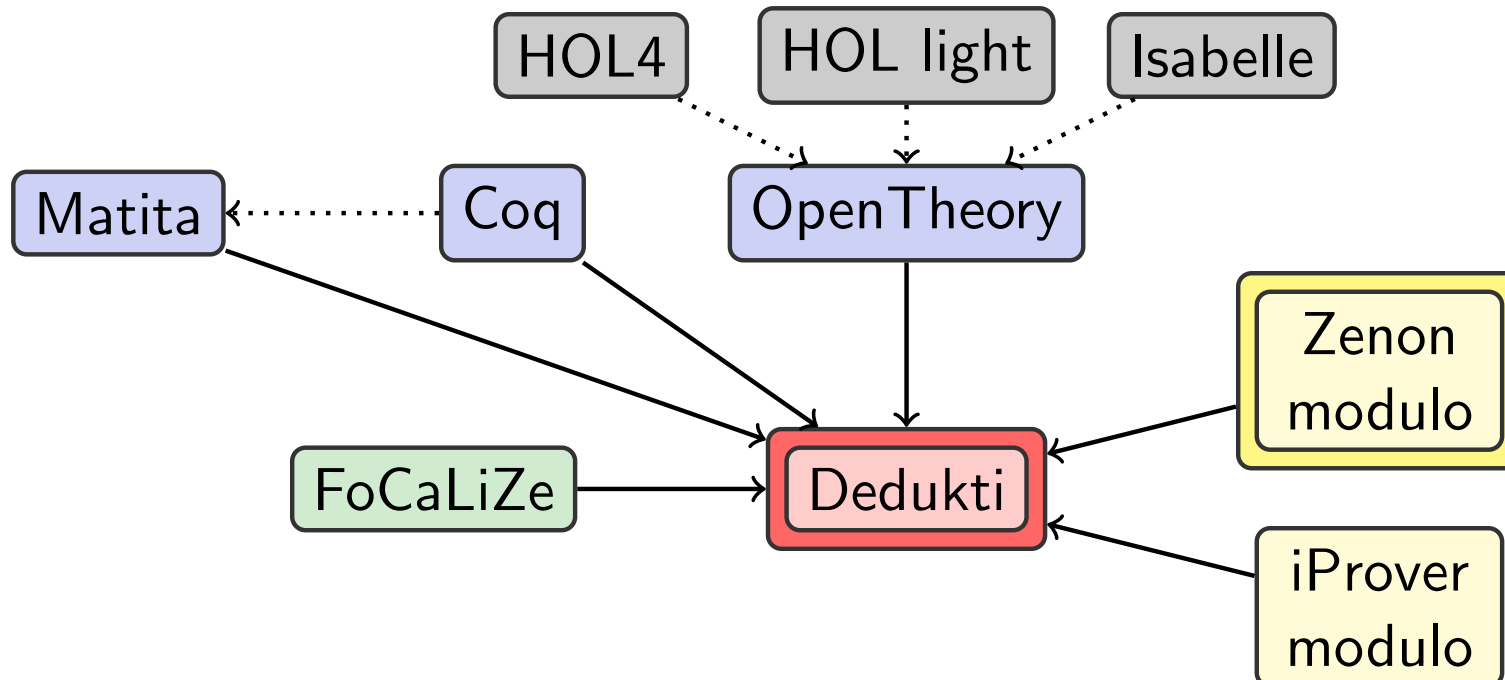 HOL4
HOL light
Isabelle
Matita
Coq
OpenTheory
Zenon
modulo
FoCaLiZe
Dedukti
iProver
modulo